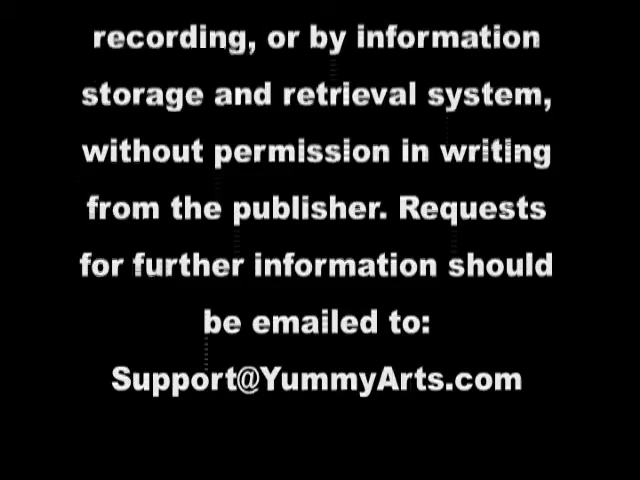 recording, or by information
storage and retrieval system,
without permission in writing
from the publisher. Requests
for further information should
be emailed to:
Support@YummyArts.com